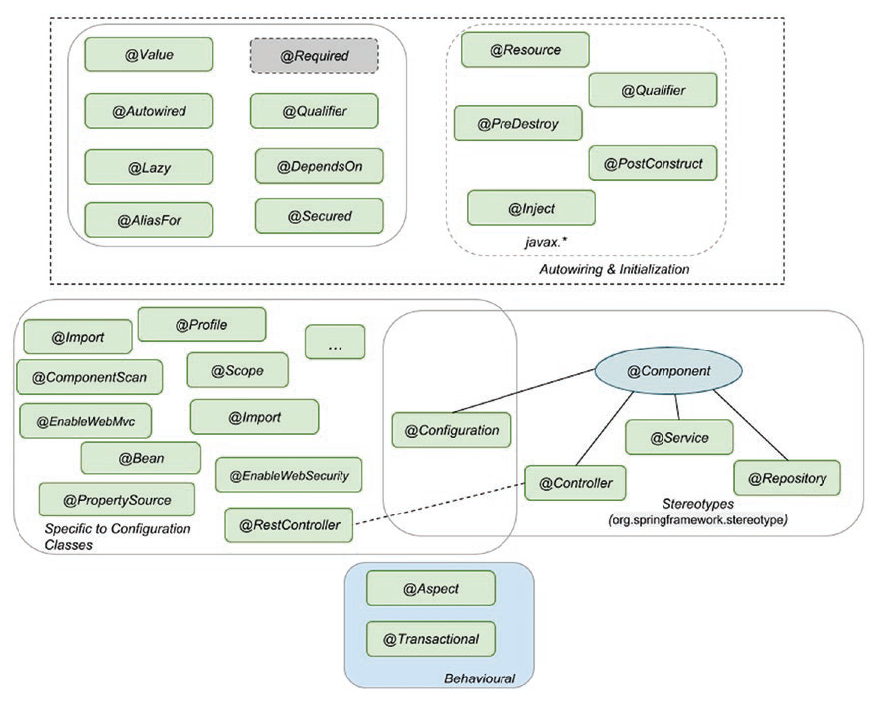 @Value
@Required
@Autowired
@Qualifier
@Lazy
@DependsOn
@AliasFor
@Secured
@Resource
@Qualifier
@PreDestroy
@PostConstruct
@Inject
javax.*
Autowiring & Initialization
@Import
@Profile
...
@ComponentScan
@Scope
@EnableWebMvc
@Import
@Bean
@EnableWebSecurity
@PropertySource
@RestController
Specific to Configuration
Classes
@Configuration
@Component
@Service
@Controller
@Repository
Stereotypes
(org.springframework.stereotype)
@Aspect
@Transactional
Behavioural